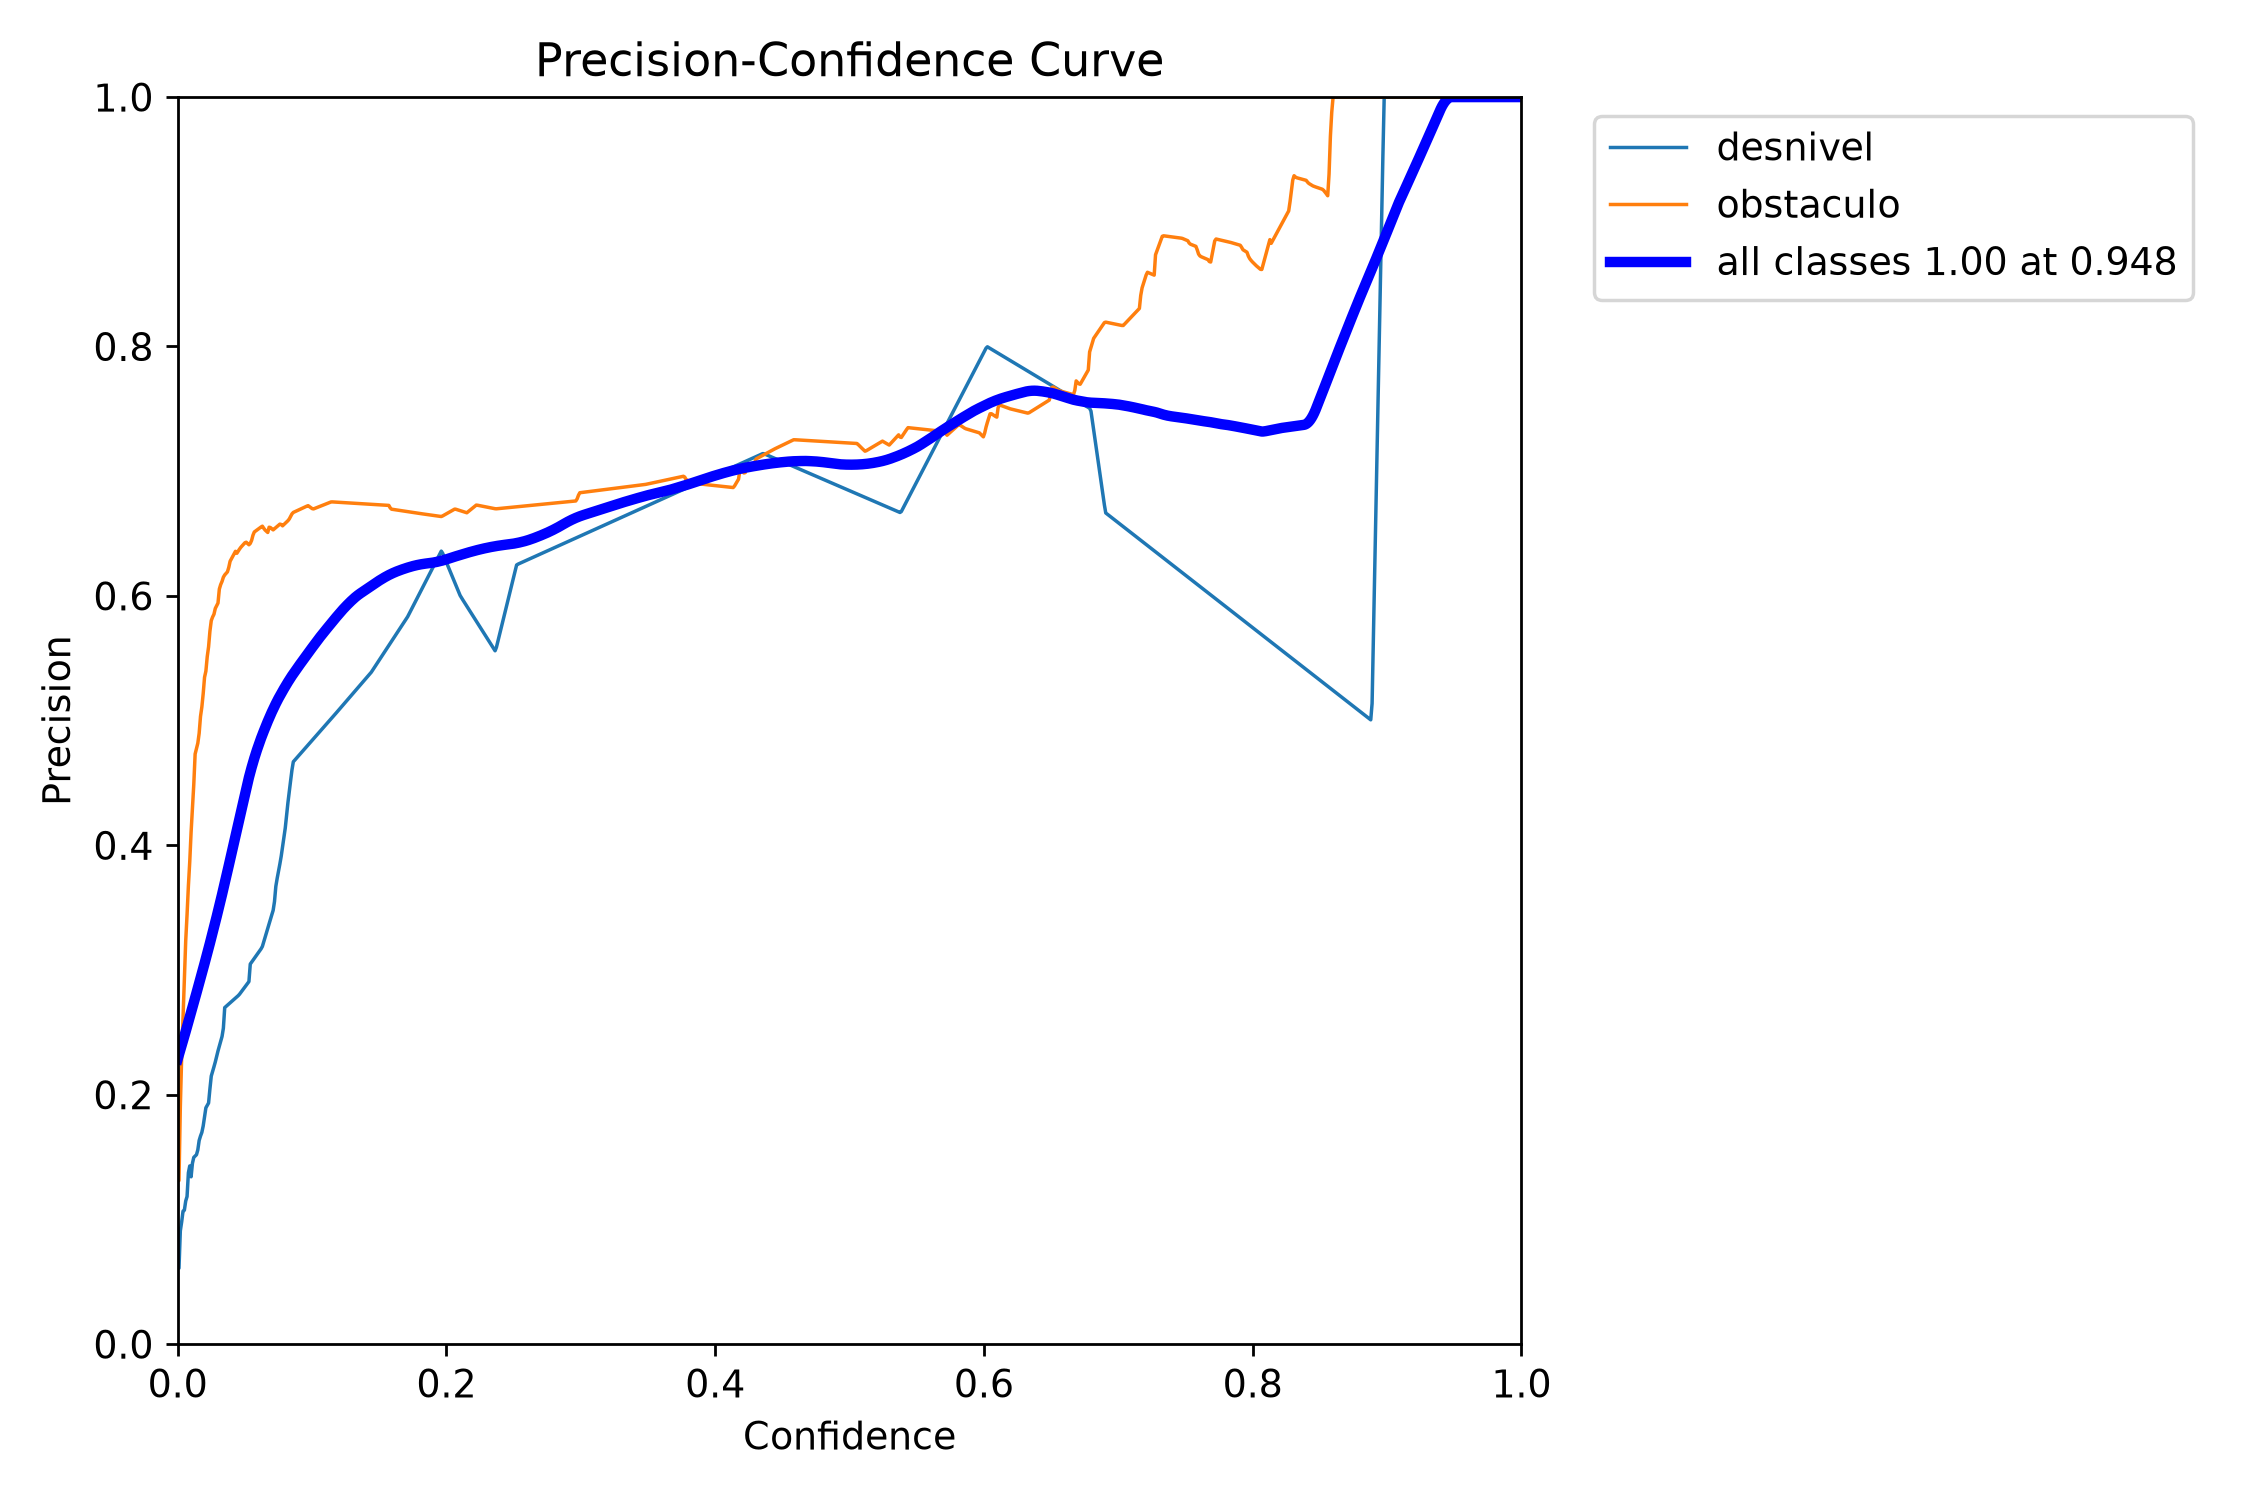 Precision-Confidence Curve
1.0
0.8
0.6
0.4
0.2
0.0
Precision
0.0 0.2 0.4 0.6 0.8 1.0
Confidence
desnivel
obstaculo
all classes 1.00 at 0.948